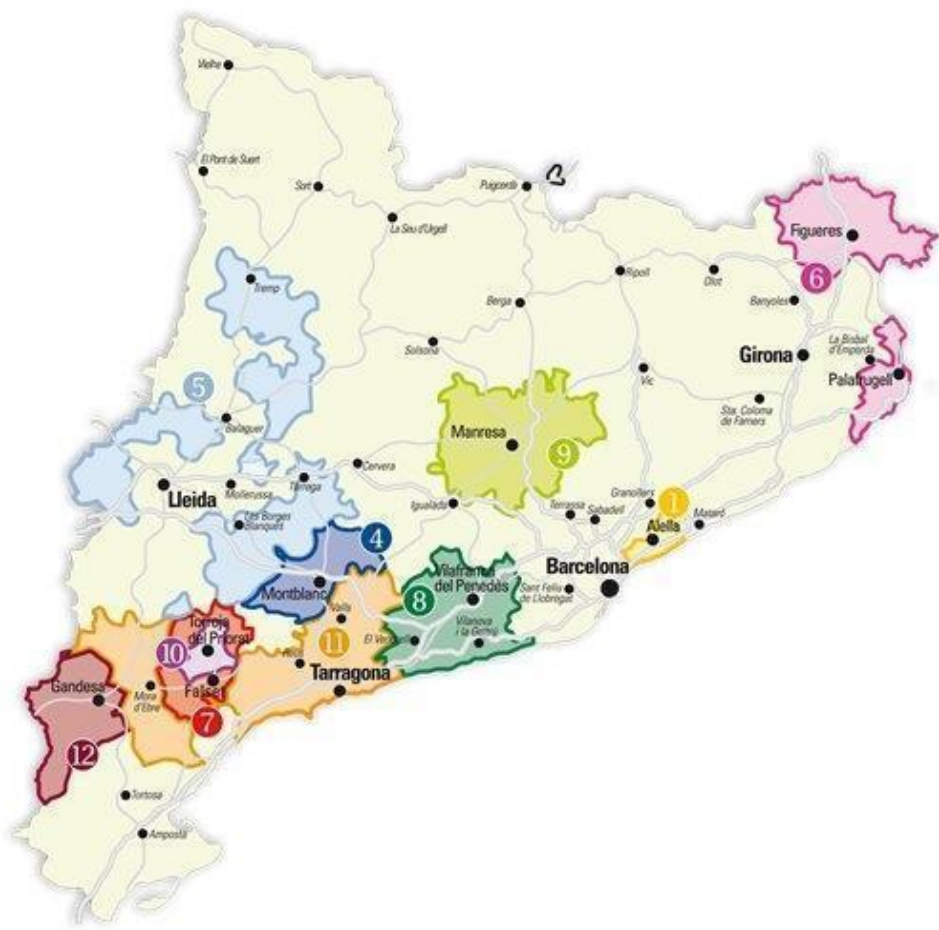 Vielhe
El Pont de Suert
Sort
Puigcerdà
La Seu d'Urgell
Figueres
6
Tremp
Ripoll
Olot
Banyoles
Berga
Solsona
Girona
La Bisbal
d'Empordà
Palafrugell
5
Vic
Sta. Coloma
de Farners
Balaguer
Manresa
9
Cervera
Lleida
Mollerussa
Tàrrega
Igualada
Granollers
1
Terrassa
Sabadell
Alella
Mataró
Les Borges
Blanques
4
Barcelona
Montblanc
Vilafranca
del Penedès
Sant Feliu
de Llobregat
8
Valls
Vilanova
i la Geltrú
El Vendrell
Torroja
del Priorat
10
11
Reus
Tarragona
Gandesa
Mora
d'Ebre
Falset
7
12
Tortosa
Amposta